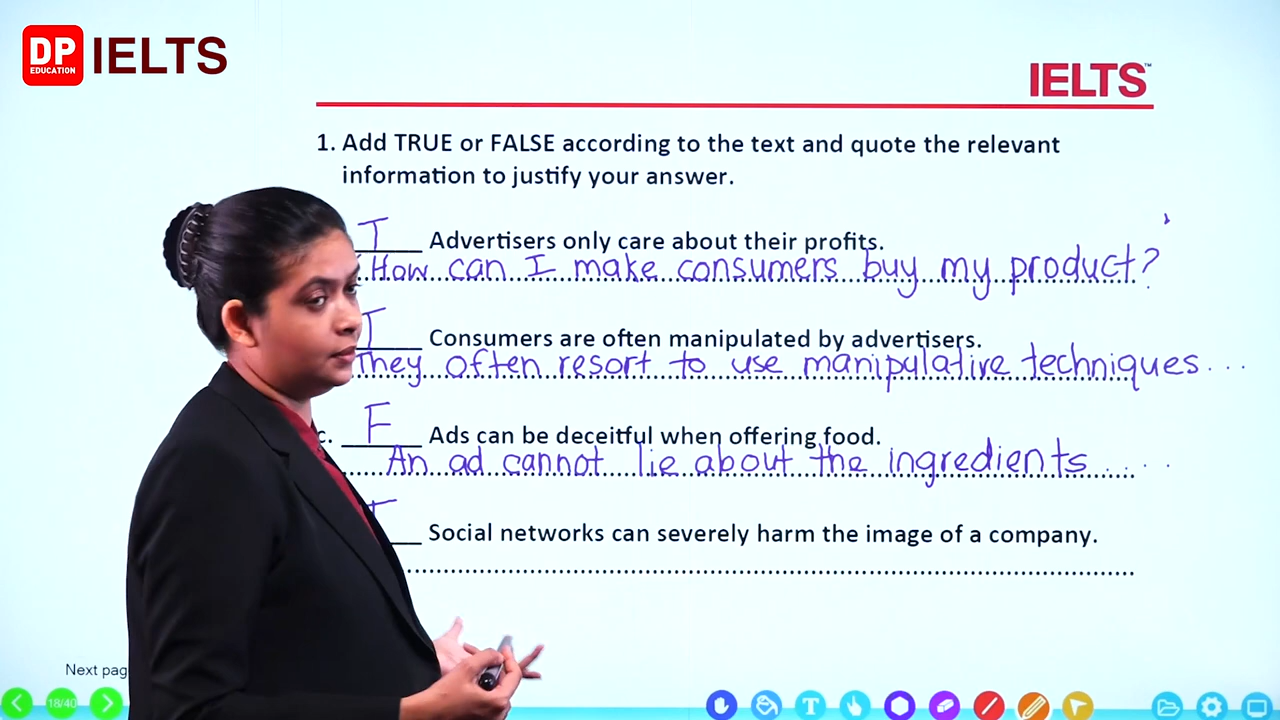 DP
EDUCATION
IELTS
IELTS™
1. Add TRUE or FALSE according to the text and quote the relevant
information to justify your answer.
T Advertisers only care about their profits.
How can I make consumers buy my product?
T Consumers are often manipulated by advertisers.
They often resort to use manipulative techniques...
c. F Ads can be deceitful when offering food.
An ad cannot lie about the ingredients....
T Social networks can severely harm the image of a company.
Next pag
18/40